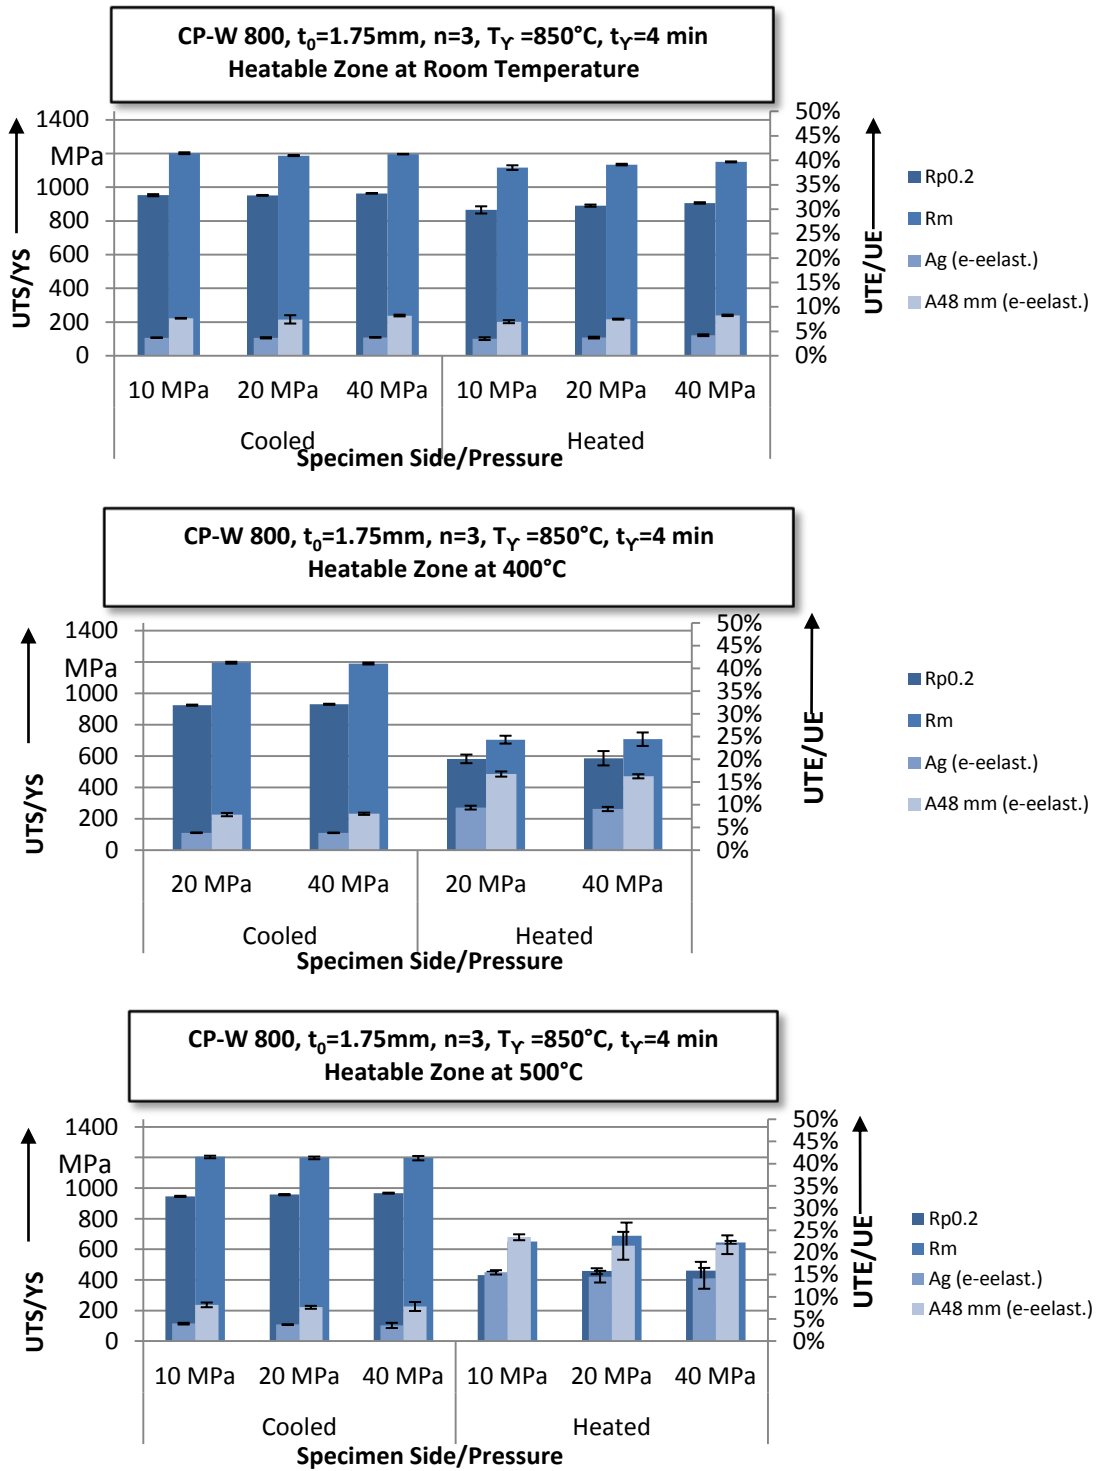 CP-W 800, t0=1.75mm, n=3, Tϒ =850°C, tϒ=4 min
Heatable Zone at Room Temperature
1400
MPa
1000
800
600
400
200
0
UTS/YS
50%
45%
40%
35%
30%
25%
20%
15%
10%
5%
0%
UTE/UE
Rp0.2
Rm
Ag (e-eelast.)
A48 mm (e-eelast.)
10 MPa 20 MPa 40 MPa 10 MPa 20 MPa 40 MPa
Cooled Heated
Specimen Side/Pressure
CP-W 800, t0=1.75mm, n=3, Tϒ =850°C, tϒ=4 min
Heatable Zone at 400°C
1400
MPa
1000
800
600
400
200
0
UTS/YS
50%
45%
40%
35%
30%
25%
20%
15%
10%
5%
0%
UTE/UE
Rp0.2
Rm
Ag (e-eelast.)
A48 mm (e-eelast.)
20 MPa 40 MPa 20 MPa 40 MPa
Cooled Heated
Specimen Side/Pressure
CP-W 800, t0=1.75mm, n=3, Tϒ =850°C, tϒ=4 min
Heatable Zone at 500°C
1400
MPa
1000
800
600
400
200
0
UTS/YS
50%
45%
40%
35%
30%
25%
20%
15%
10%
5%
0%
UTE/UE
Rp0.2
Rm
Ag (e-eelast.)
A48 mm (e-eelast.)
10 MPa 20 MPa 40 MPa 10 MPa 20 MPa 40 MPa
Cooled Heated
Specimen Side/Pressure